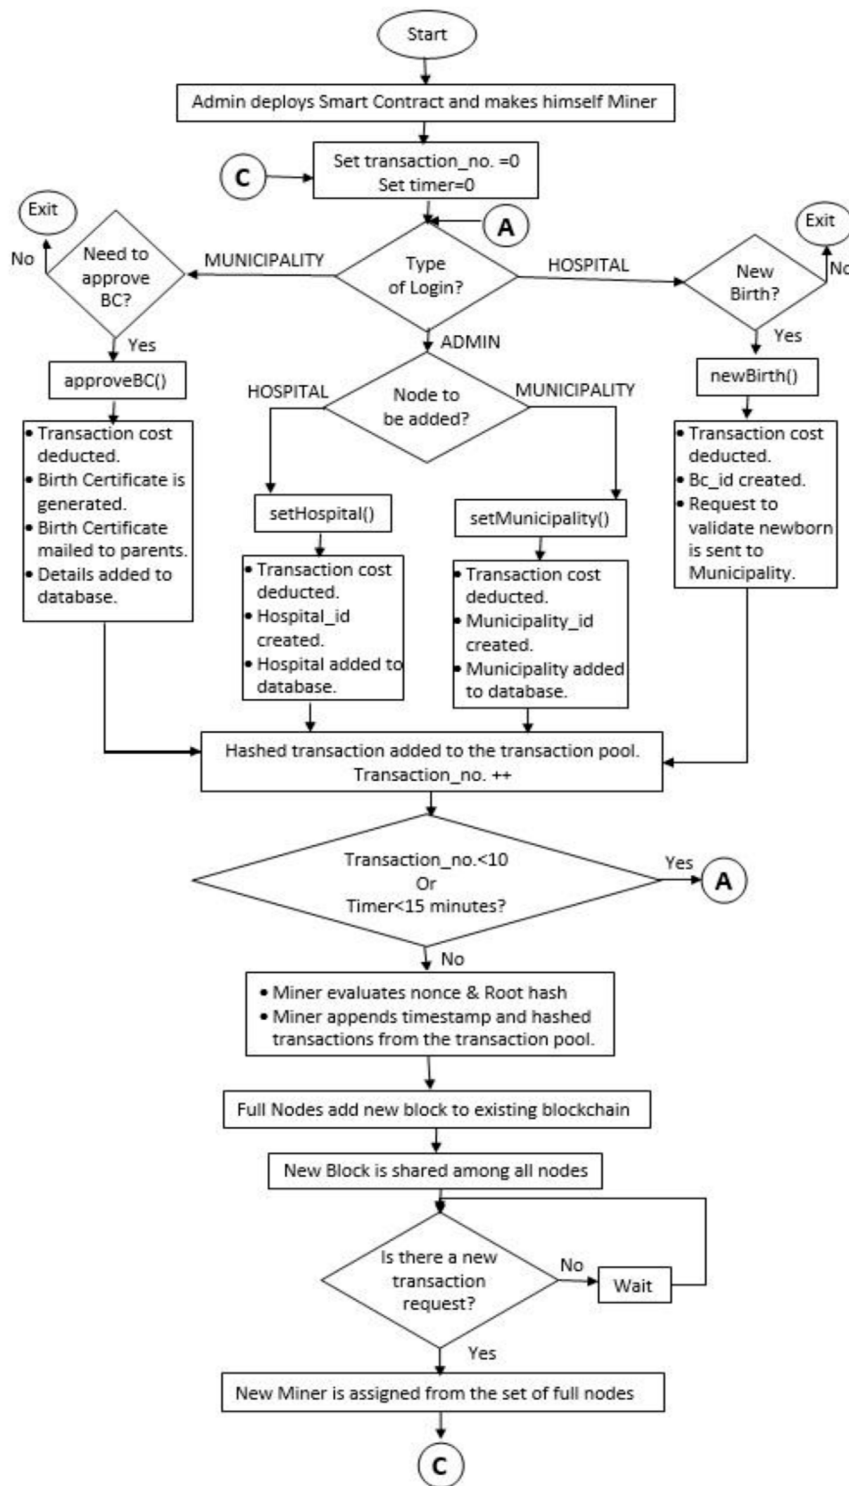 Start
Admin deploys Smart Contract and makes himself Miner
C
Set transaction_no. =0
Set timer=0
A
Exit
Exit
No
Need to
approve
BC?
MUNICIPALITY
Type
of Login?
HOSPITAL
New
Birth?
No
Yes
ADMIN
Yes
approveBC()
HOSPITAL
Node to
be added?
MUNICIPALITY
newBirth()
• Transaction cost
deducted.
• Birth Certificate is
generated.
• Birth Certificate
mailed to parents.
• Details added to
database.
setHospital()
setMunicipality()
• Transaction cost
deducted.
• Bc_id created.
• Request to
validate newborn
is sent to
Municipality.
• Transaction cost
deducted.
• Hospital_id
created.
• Hospital added to
database.
• Transaction cost
deducted.
• Municipality_id
created.
• Municipality added
to database.
Hashed transaction added to the transaction pool.
Transaction_no. ++
Transaction_no.<10
Or
Timer<15 minutes?
Yes
A
No
• Miner evaluates nonce & Root hash
• Miner appends timestamp and hashed
transactions from the transaction pool.
Full Nodes add new block to existing blockchain
New Block is shared among all nodes
Is there a new
transaction
request?
No
Wait
Yes
New Miner is assigned from the set of full nodes
C